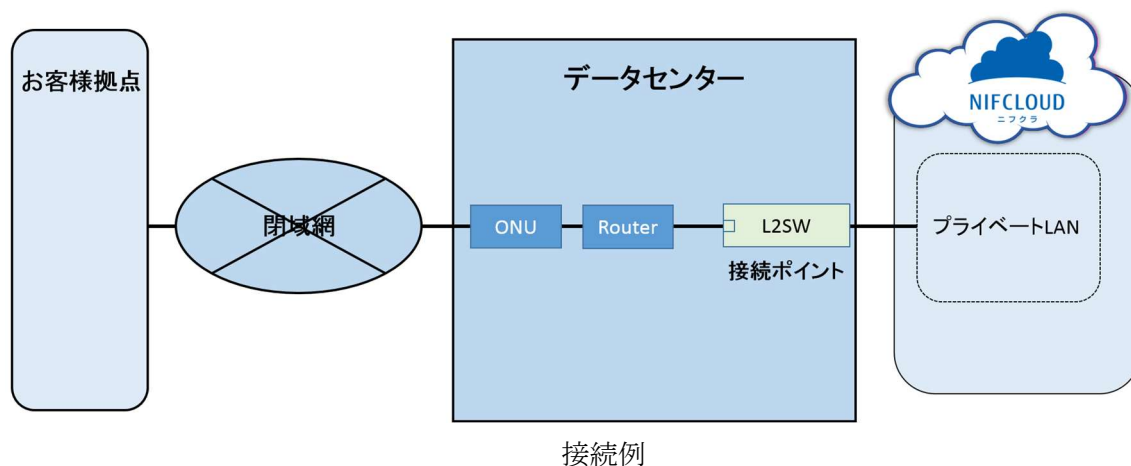 お客様拠点
閉域網
データセンター
ONU
Router
L2SW
接続ポイント
NIFCLOUD
ニフクラ
プライベートLAN
接続例